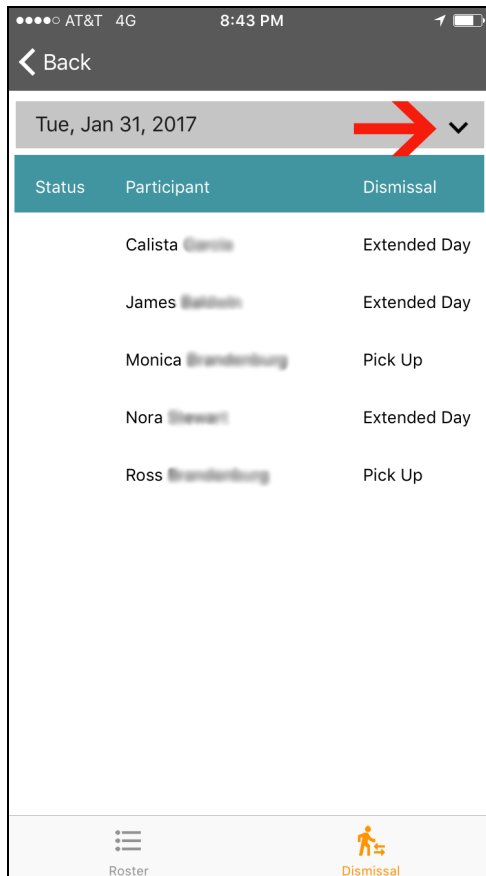 AT&T 4G 8:43 PM
Back
Tue, Jan 31, 2017
Status Participant Dismissal
Calista Extended Day
James Extended Day
Monica Pick Up
Nora Extended Day
Ross Pick Up
Roster Dismissal